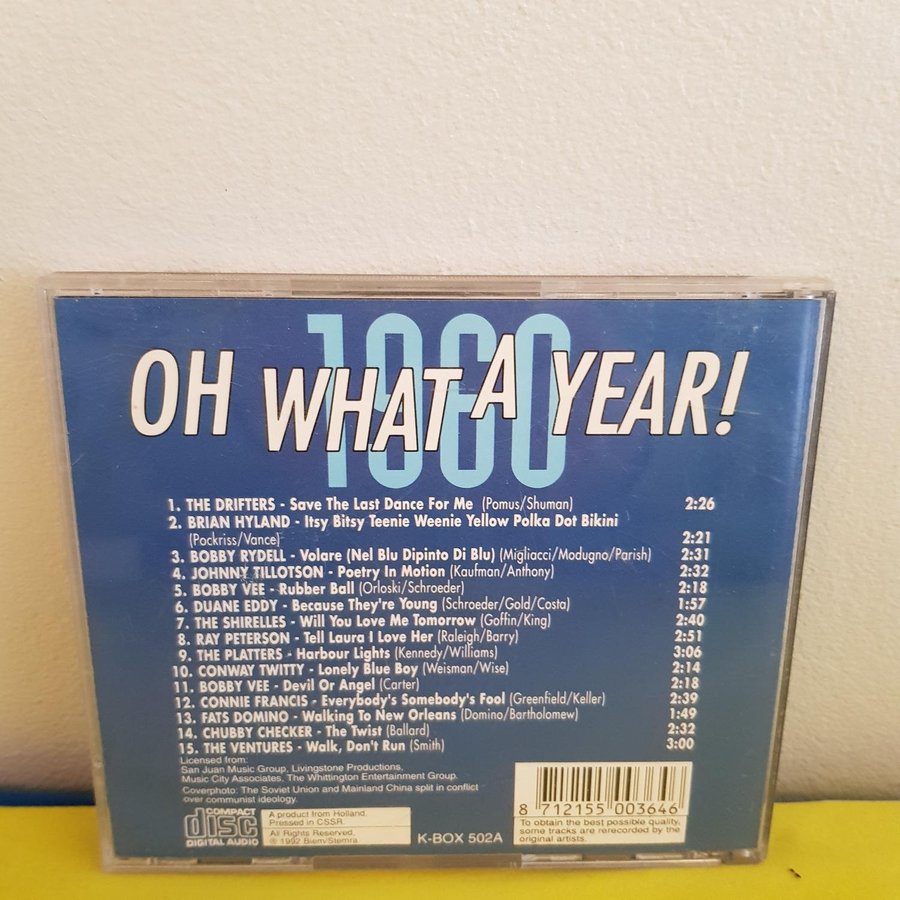 1960
OH WHAT A YEAR!
1. THE DRIFTERS - Save The Last Dance For Me (Pomus/Shuman) 2:26
2. BRIAN HYLAND - Itsy Bitsy Teenie Weenie Yellow Polka Dot Bikini
(Pockriss/Vance) 2:21
3. BOBBY RYDELL - Volare (Nel Blu Dipinto Di Blu) (Migliacci/Modugno/Parish) 2:31
4. JOHNNY TILLOTSON - Poetry In Motion (Kaufman/Anthony) 2:32
5. BOBBY VEE - Rubber Ball (Orloski/Schroeder) 2:18
6. DUANE EDDY - Because They're Young (Schroeder/Gold/Costa) 1:57
7. THE SHIRELLES - Will You Love Me Tomorrow (Goffin/King) 2:40
8. RAY PETERSON - Tell Laura I Love Her (Raleigh/Barry) 2:51
9. THE PLATTERS - Harbour Lights (Kennedy/Williams) 3:06
10. CONWAY TWITTY - Lonely Blue Boy (Weisman/Wise) 2:14
11. BOBBY VEE - Devil Or Angel (Carter) 2:18
12. CONNIE FRANCIS - Everybody's Somebody's Fool (Greenfield/Keller) 2:39
13. FATS DOMINO - Walking To New Orleans (Domino/Bartholomew) 1:49
14. CHUBBY CHECKER - The Twist (Ballard) 2:32
15. THE VENTURES - Walk, Don't Run (Smith) 3:00
Licensed from:
San Juan Music Group, Livingstone Productions,
Music City Associates, The Whittington Entertainment Group.
Coverphoto: The Soviet Union and Mainland China split in conflict
over communist ideology.
COMPACT
disc
DIGITAL AUDIO
A product from Holland.
Pressed in CSSR.
All Rights Reserved.
℗ 1992 Biem/Stemra
K-BOX 502A
8 712155 003646
To obtain the best possible quality,
some tracks are rerecorded by the
original artists.